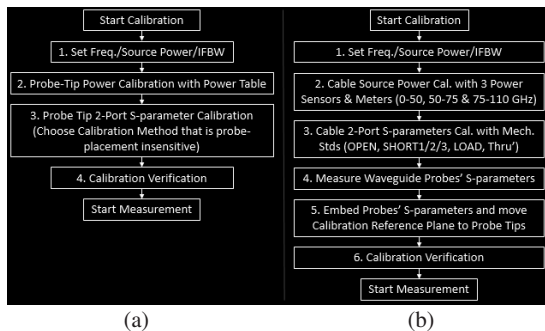 Start Calibration
1. Set Freq./Source Power/IFBW
2. Probe-Tip Power Calibration with Power Table
3. Probe Tip 2-Port S-parameter Calibration
(Choose Calibration Method that is probe-
placement insensitive)
4. Calibration Verification
Start Measurement
(a)
Start Calibration
1. Set Freq./Source Power/IFBW
2. Cable Source Power Cal. with 3 Power
Sensors & Meters (0-50, 50-75 & 75-110 GHz)
3. Cable 2-Port S-parameters Cal. with Mech.
Stds (OPEN, SHORT1/2/3, LOAD, Thru')
4. Measure Waveguide Probes' S-parameters
5. Embed Probes' S-parameters and move
Calibration Reference Plane to Probe Tips
6. Calibration Verification
Start Measurement
(b)